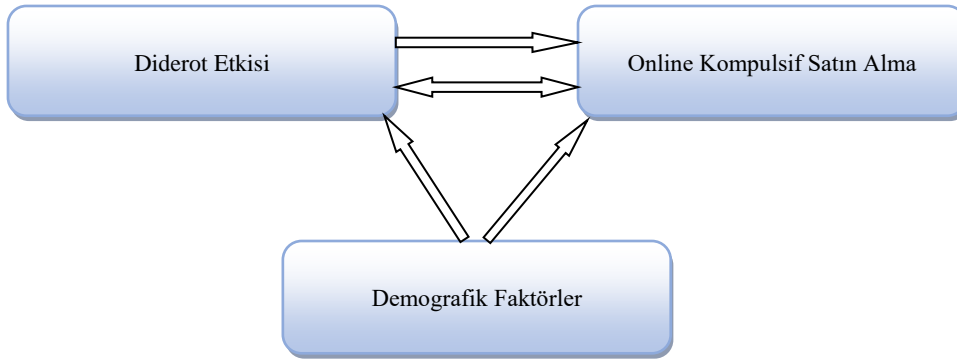 Diderot Etkisi
Online Kompulsif Satın Alma
Demografik Faktörler